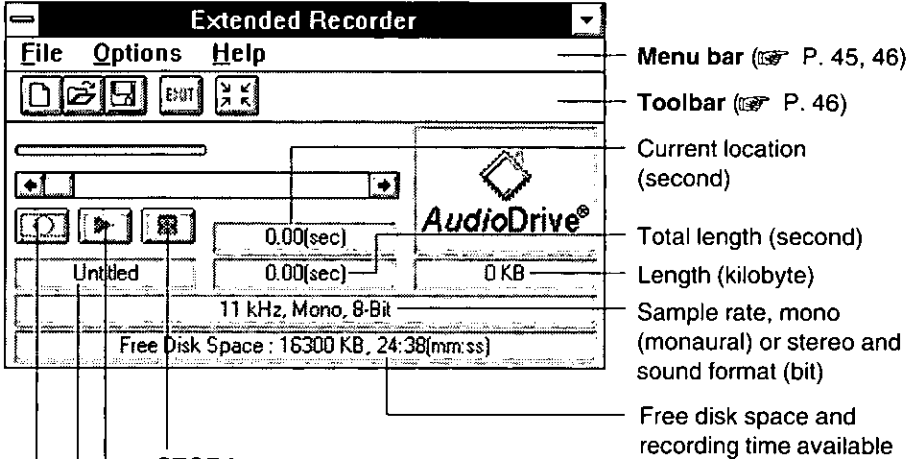 Extended Recorder
File Options Help
Menu bar (☞ P. 45, 46)
EXIT
Toolbar (☞ P. 46)
Current location
(second)
AudioDrive®
0.00(sec)
Total length (second)
Untitled 0.00(sec) 0 KB
Length (kilobyte)
11 kHz, Mono, 8-Bit
Sample rate, mono
(monaural) or stereo and
sound format (bit)
Free Disk Space : 16300 KB, 24:38(mm:ss)
Free disk space and
recording time available